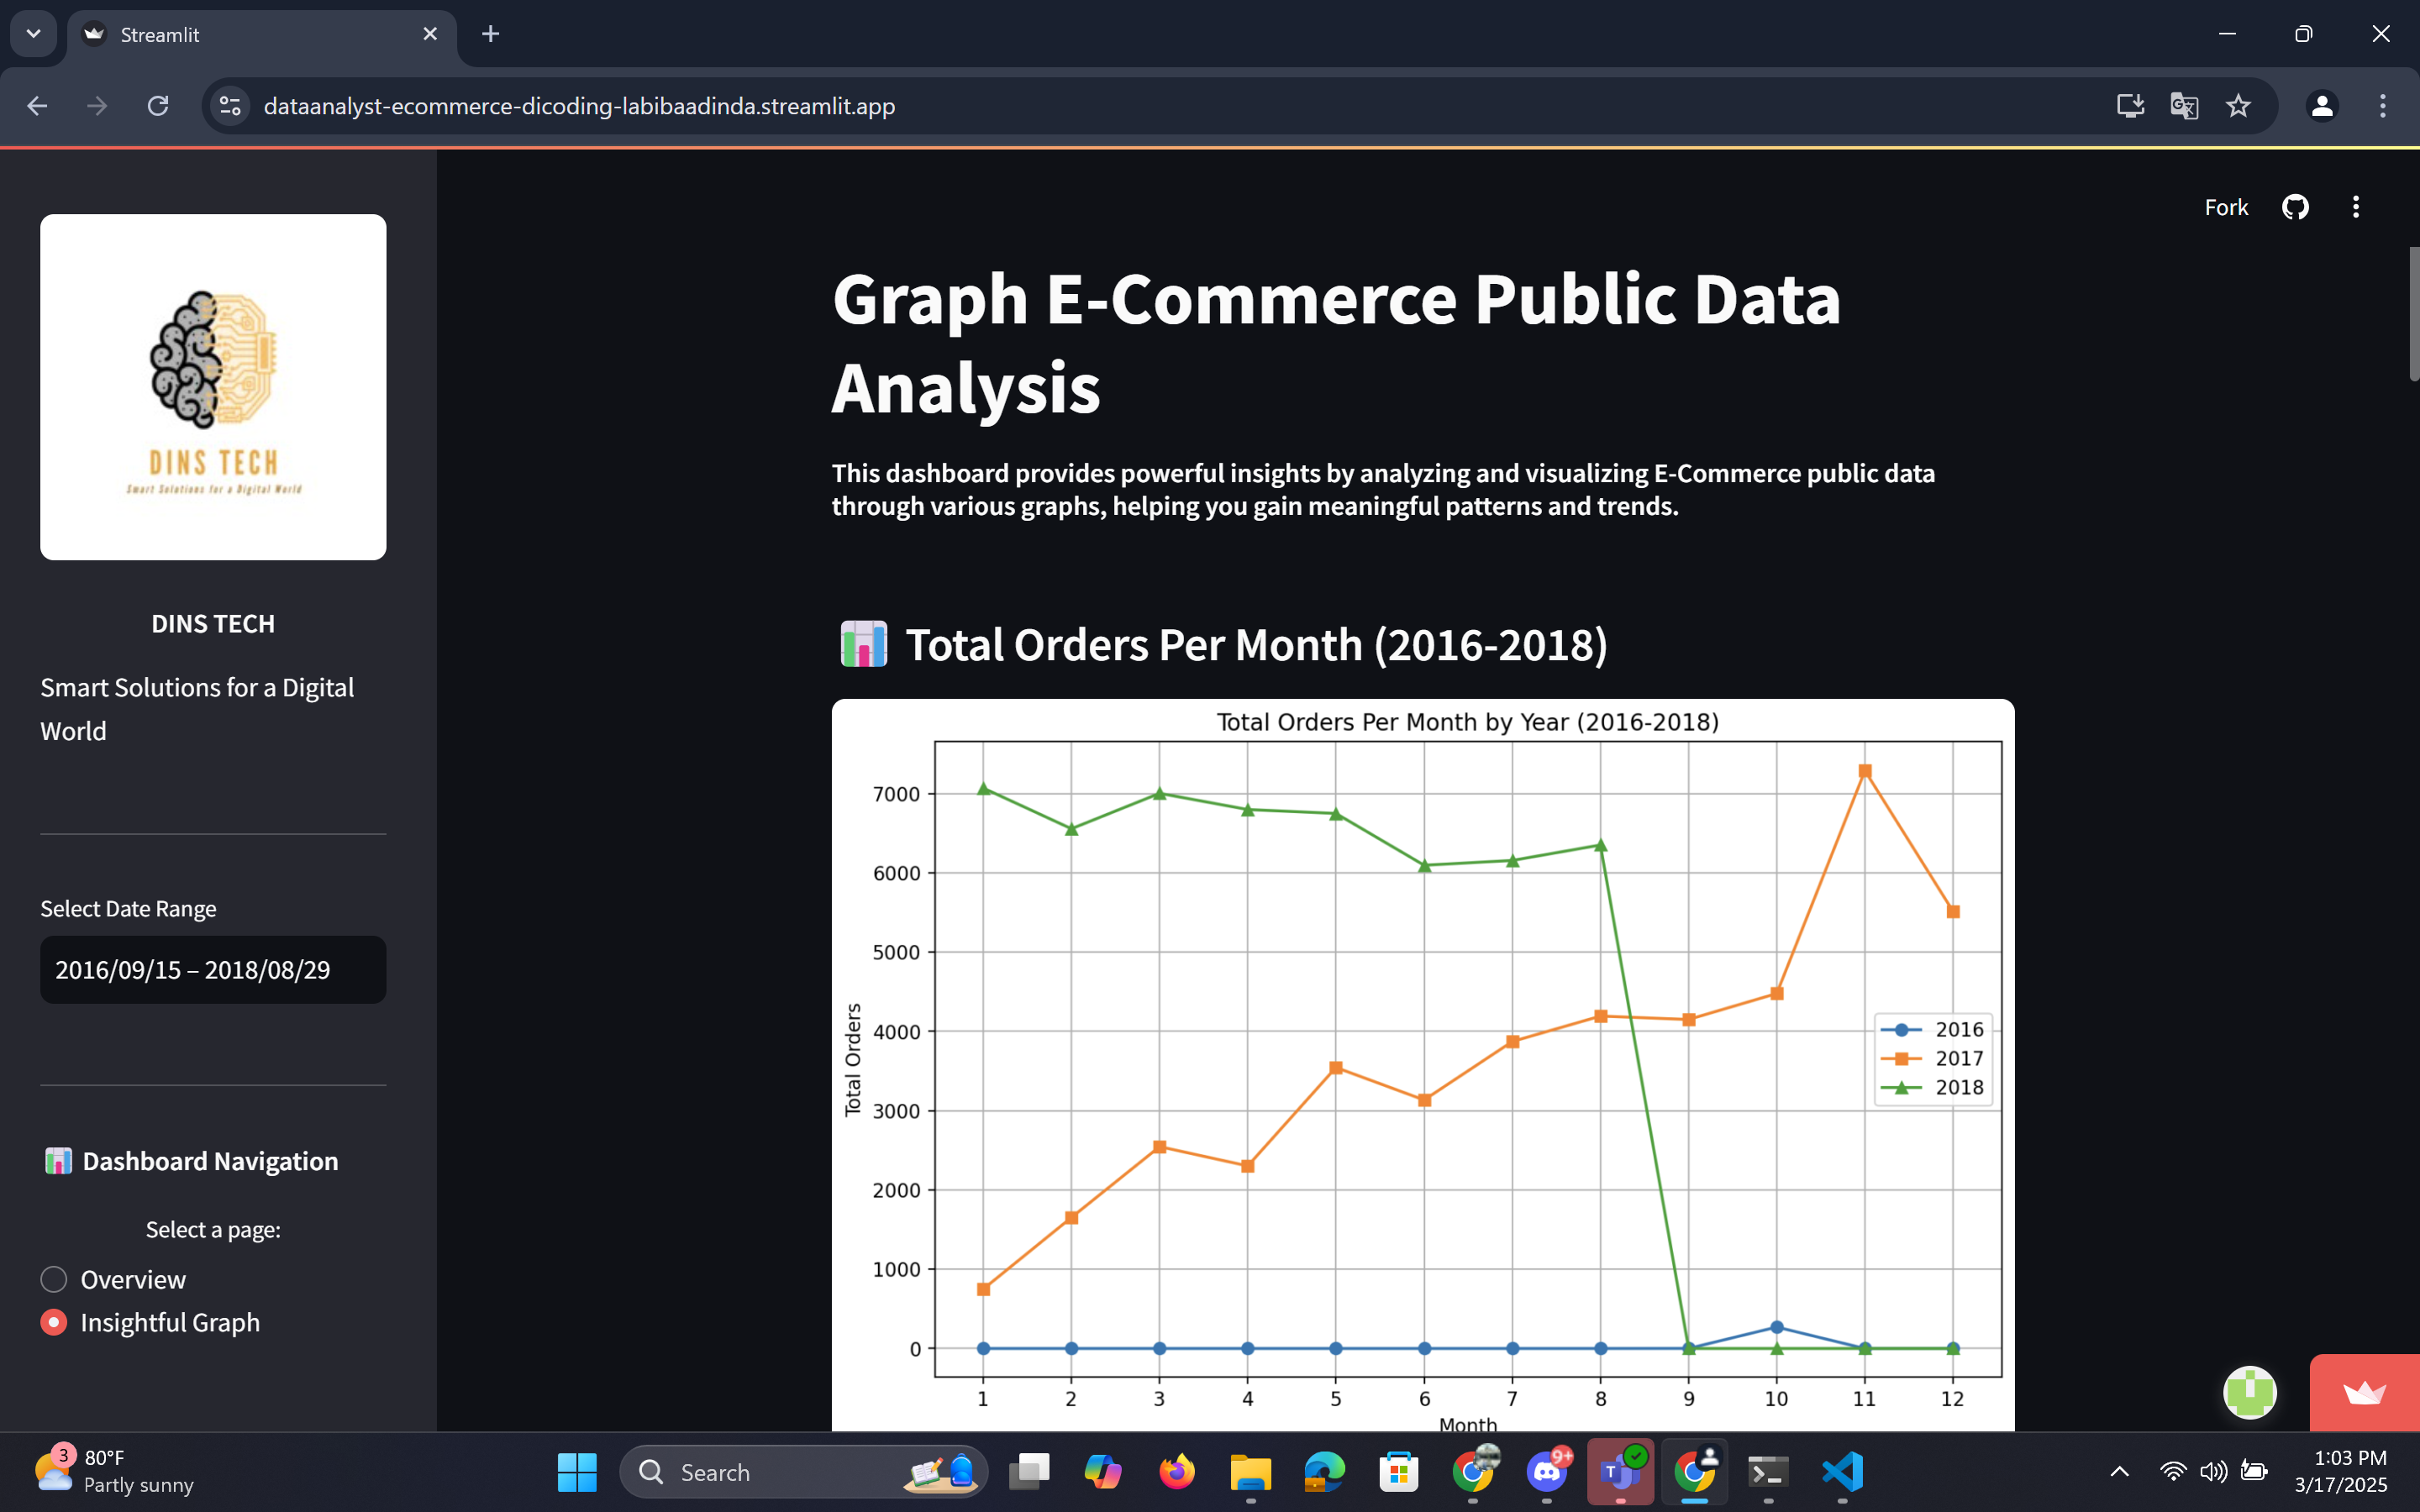 Streamlit
dataanalyst-ecommerce-dicoding-labibaadinda.streamlit.app
Fork
DINS TECH
Smart Solutions for a Digital World
DINS TECH
Smart Solutions for a Digital
World
Select Date Range
2016/09/15 – 2018/08/29
Dashboard Navigation
Select a page:
Overview
Insightful Graph
Graph E-Commerce Public Data
Analysis
This dashboard provides powerful insights by analyzing and visualizing E-Commerce public data
through various graphs, helping you gain meaningful patterns and trends.
Total Orders Per Month (2016-2018)
Total Orders Per Month by Year (2016-2018)
Total Orders
7000
6000
5000
4000
3000
2000
1000
0
2016
2017
2018
1 2 3 4 5 6 7 8 9 10 11 12
Month
3
80°F
Partly sunny
Search
9+
T
1:03 PM
3/17/2025